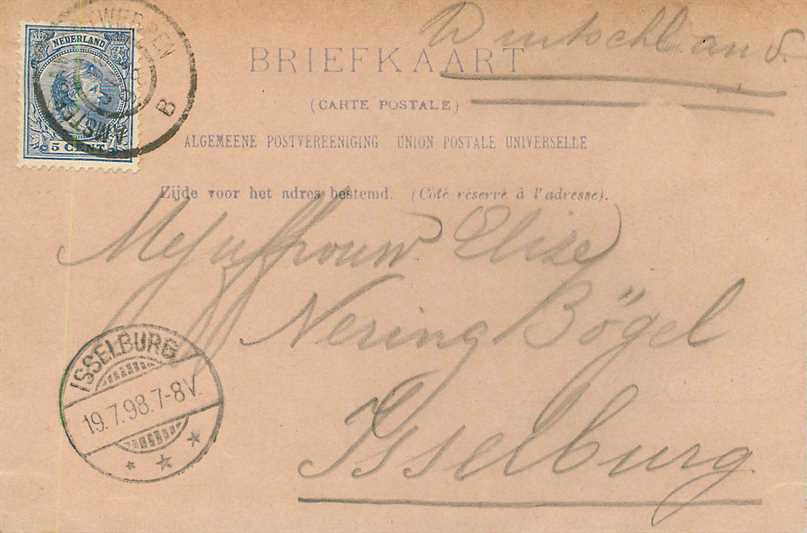 NEDERLAND
5 CENT
AMSTER
B
Deutschland.
BRIEFKAART
(CARTE POSTALE)
ALGEMEENE POSTVEREENIGING UNION POSTALE UNIVERSELLE
Zijde voor het adres bestemd. (Côté réservé à l'adresse).
Mejuffrouw Elise
Nering Bögel
Isselburg
ISSELBURG
19.7.98.7-8V.